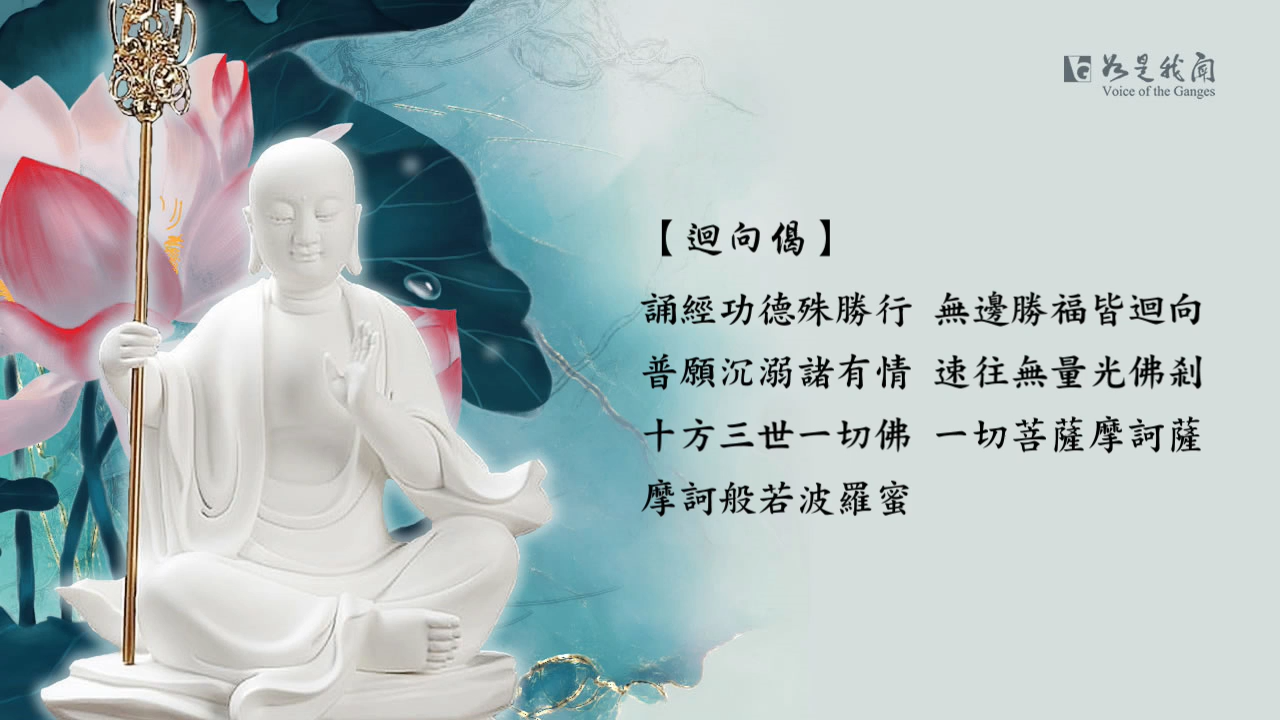 如是我聞
Voice of the Ganges
【迴向偈】
誦經功德殊勝行 無邊勝福皆迴向
普願沉溺諸有情 速往無量光佛剎
十方三世一切佛 一切菩薩摩訶薩
摩訶般若波羅蜜